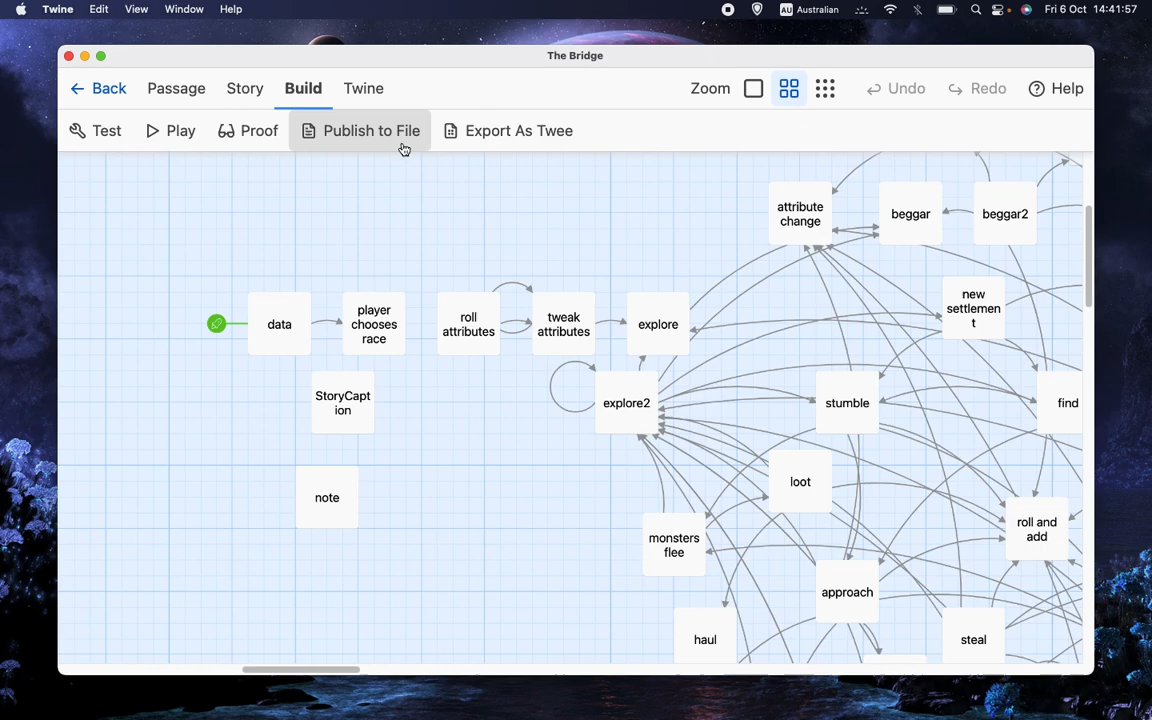 Twine Edit View Window Help AU Australian Fri 6 Oct 14:41:57
The Bridge
Back Passage Story Build Twine Zoom Undo Redo Help
Test Play Proof Publish to File Export As Twee
attribute
change
beggar
beggar2
data
player
chooses
race
roll
attributes
tweak
attributes
explore
new
settlemen
t
StoryCapt
ion
explore2
stumble
find
note
loot
monsters
flee
roll and
add
approach
haul
steal